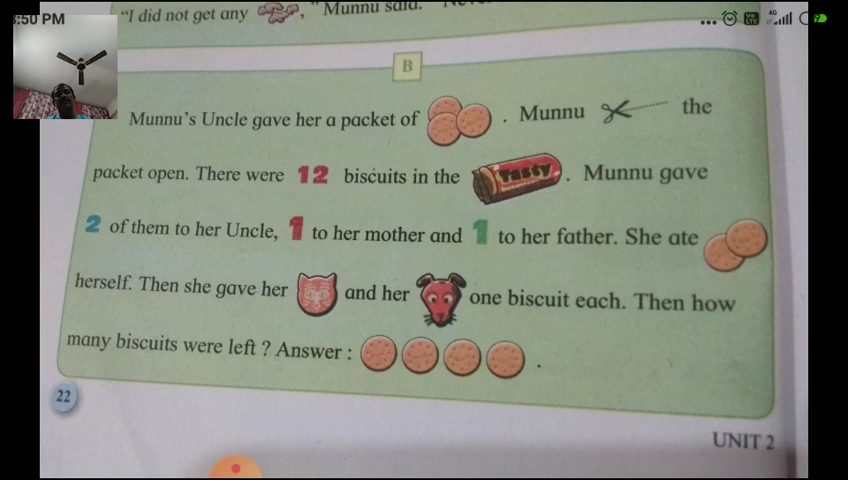 3:50 PM
"I did not get any , " Munnu said.
B
Munnu's Uncle gave her a packet of . Munnu the
packet open. There were 12 biscuits in the Tasty . Munnu gave
2 of them to her Uncle, 1 to her mother and 1 to her father. She ate
herself. Then she gave her and her one biscuit each. Then how
many biscuits were left ? Answer : .
22
UNIT 2